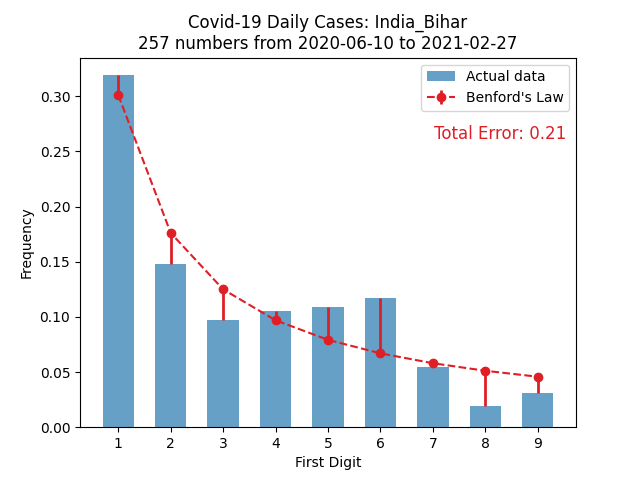 Covid-19 Daily Cases: India_Bihar
257 numbers from 2020-06-10 to 2021-02-27
Actual data
Benford's Law
Total Error: 0.21
Frequency
0.30
0.25
0.20
0.15
0.10
0.05
0.00
1 2 3 4 5 6 7 8 9
First Digit